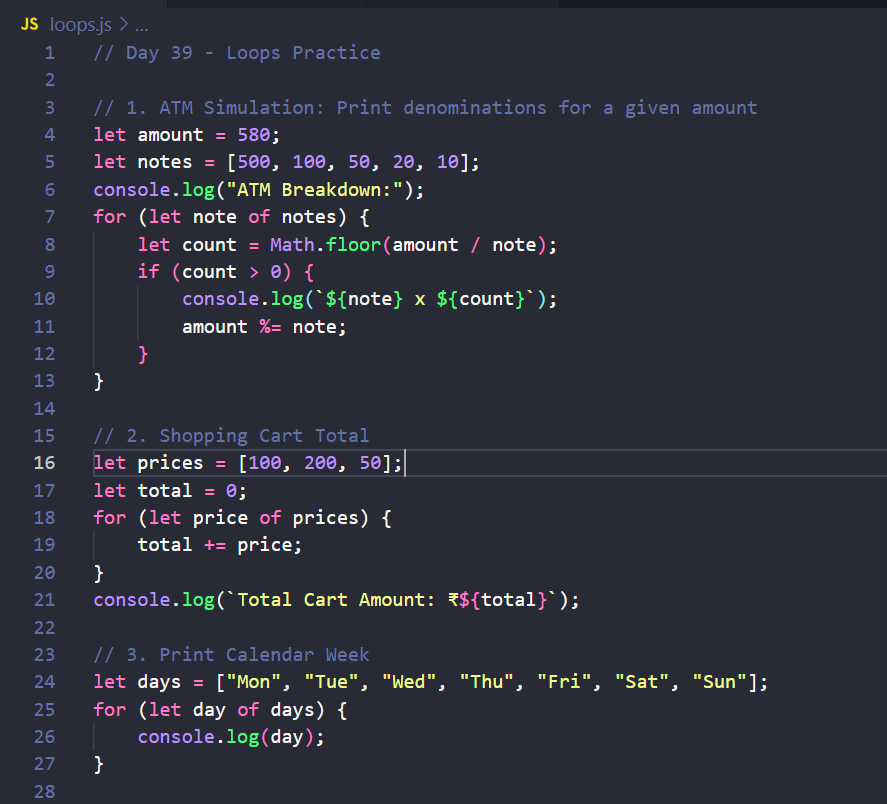 JS loops.js > ...
1 // Day 39 - Loops Practice
2
3 // 1. ATM Simulation: Print denominations for a given amount
4 let amount = 580;
5 let notes = [500, 100, 50, 20, 10];
6 console.log("ATM Breakdown:");
7 for (let note of notes) {
8     let count = Math.floor(amount / note);
9     if (count > 0) {
10         console.log(`${note} x ${count}`);
11         amount %= note;
12     }
13 }
14
15 // 2. Shopping Cart Total
16 let prices = [100, 200, 50];
17 let total = 0;
18 for (let price of prices) {
19     total += price;
20 }
21 console.log(`Total Cart Amount: ₹${total}`);
22
23 // 3. Print Calendar Week
24 let days = ["Mon", "Tue", "Wed", "Thu", "Fri", "Sat", "Sun"];
25 for (let day of days) {
26     console.log(day);
27 }
28